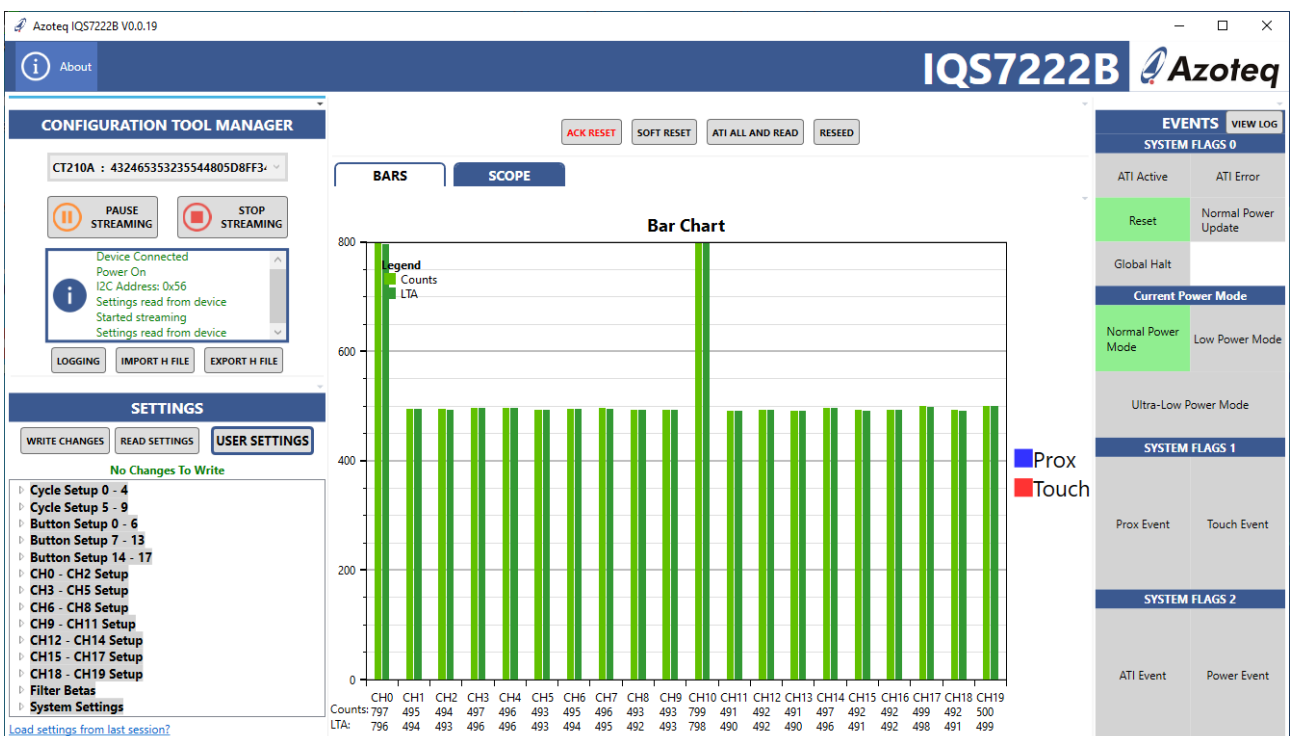 Azoteq IQS7222B V0.0.19
About
IQS7222B
Azoteq
CONFIGURATION TOOL MANAGER
CT210A : 432465353235544805D8FF34
PAUSE
STREAMING
STOP
STREAMING
Device Connected
Power On
I2C Address: 0x56
Settings read from device
Started streaming
Settings read from device
LOGGING
IMPORT H FILE
EXPORT H FILE
SETTINGS
WRITE CHANGES
READ SETTINGS
USER SETTINGS
No Changes To Write
Cycle Setup 0 - 4
Cycle Setup 5 - 9
Button Setup 0 - 6
Button Setup 7 - 13
Button Setup 14 - 17
CH0 - CH2 Setup
CH3 - CH5 Setup
CH6 - CH8 Setup
CH9 - CH11 Setup
CH12 - CH14 Setup
CH15 - CH17 Setup
CH18 - CH19 Setup
Filter Betas
System Settings
Load settings from last session?
ACK RESET
SOFT RESET
ATI ALL AND READ
RESEED
BARS
SCOPE
Bar Chart
800
600
400
200
0
Legend
Counts
LTA
Prox
Touch
CH0 CH1 CH2 CH3 CH4 CH5 CH6 CH7 CH8 CH9 CH10 CH11 CH12 CH13 CH14 CH15 CH16 CH17 CH18 CH19
Counts: 797 495 494 497 496 493 495 496 493 493 799 491 492 491 497 492 492 499 492 500
LTA: 796 494 493 496 496 493 494 495 492 493 798 490 492 490 496 491 492 498 491 499
EVENTS
VIEW LOG
SYSTEM FLAGS 0
ATI Active
ATI Error
Reset
Normal Power
Update
Global Halt
Current Power Mode
Normal Power
Mode
Low Power Mode
Ultra-Low Power Mode
SYSTEM FLAGS 1
Prox Event
Touch Event
SYSTEM FLAGS 2
ATI Event
Power Event